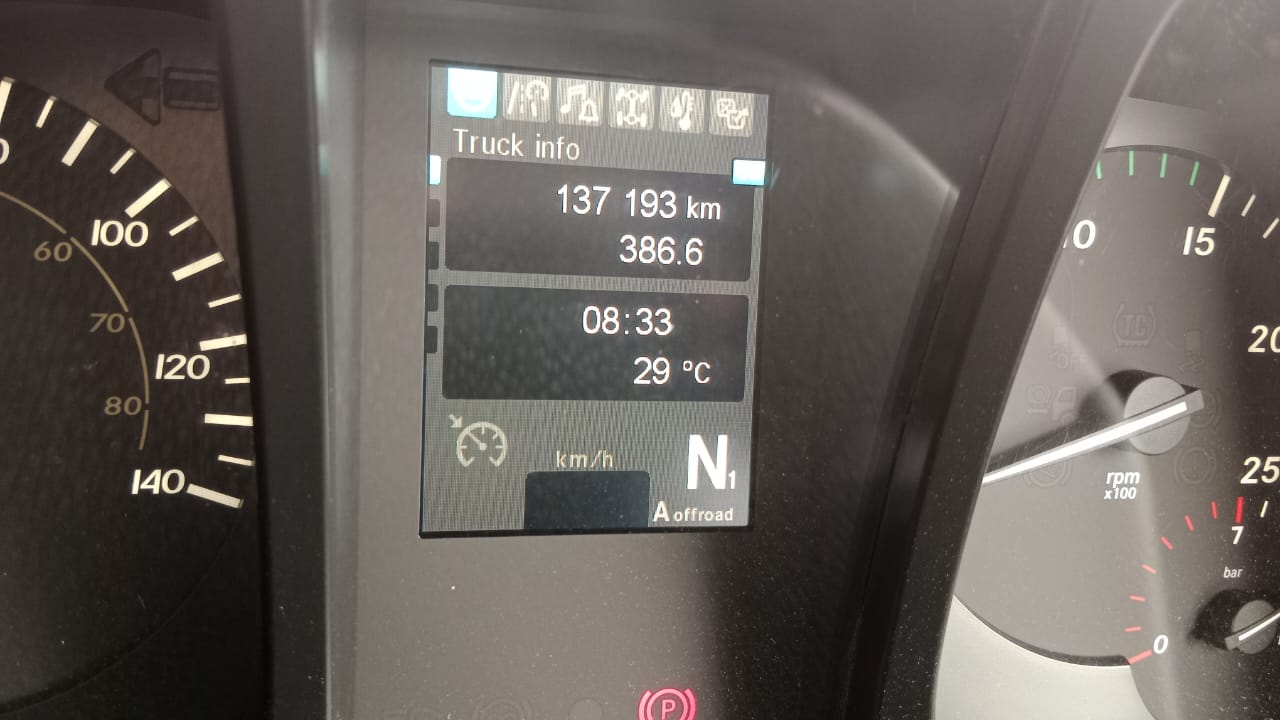 Truck info
137 193 km
386.6
08:33
29 °C
km/h
N1
A offroad
100
120
140
60
70
80
15
20
25
rpm
x100
7
bar
0
TC
P